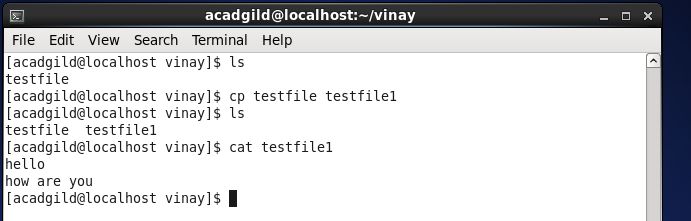 acadgild@localhost:~/vinay
File Edit View Search Terminal Help
[acadgild@localhost vinay]$ ls
testfile
[acadgild@localhost vinay]$ cp testfile testfile1
[acadgild@localhost vinay]$ ls
testfile  testfile1
[acadgild@localhost vinay]$ cat testfile1
hello
how are you
[acadgild@localhost vinay]$